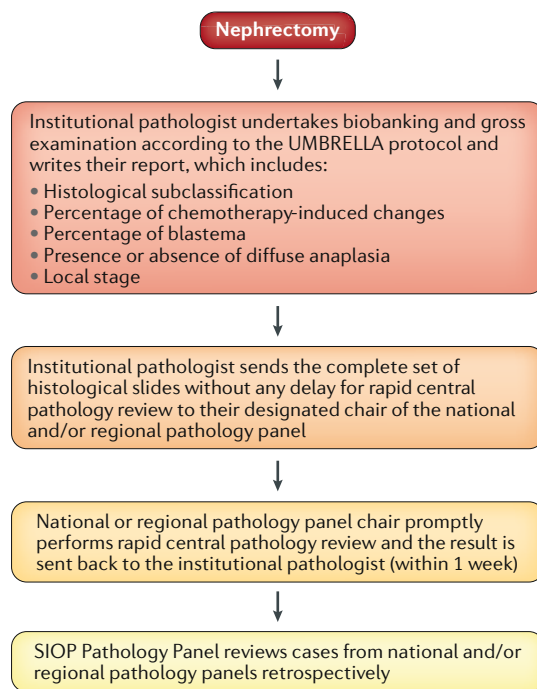 Nephrectomy
Institutional pathologist undertakes biobanking and gross
examination according to the UMBRELLA protocol and
writes their report, which includes:
• Histological subclassification
• Percentage of chemotherapy-induced changes
• Percentage of blastema
• Presence or absence of diffuse anaplasia
• Local stage
Institutional pathologist sends the complete set of
histological slides without any delay for rapid central
pathology review to their designated chair of the national
and/or regional pathology panel
National or regional pathology panel chair promptly
performs rapid central pathology review and the result is
sent back to the institutional pathologist (within 1 week)
SIOP Pathology Panel reviews cases from national and/or
regional pathology panels retrospectively